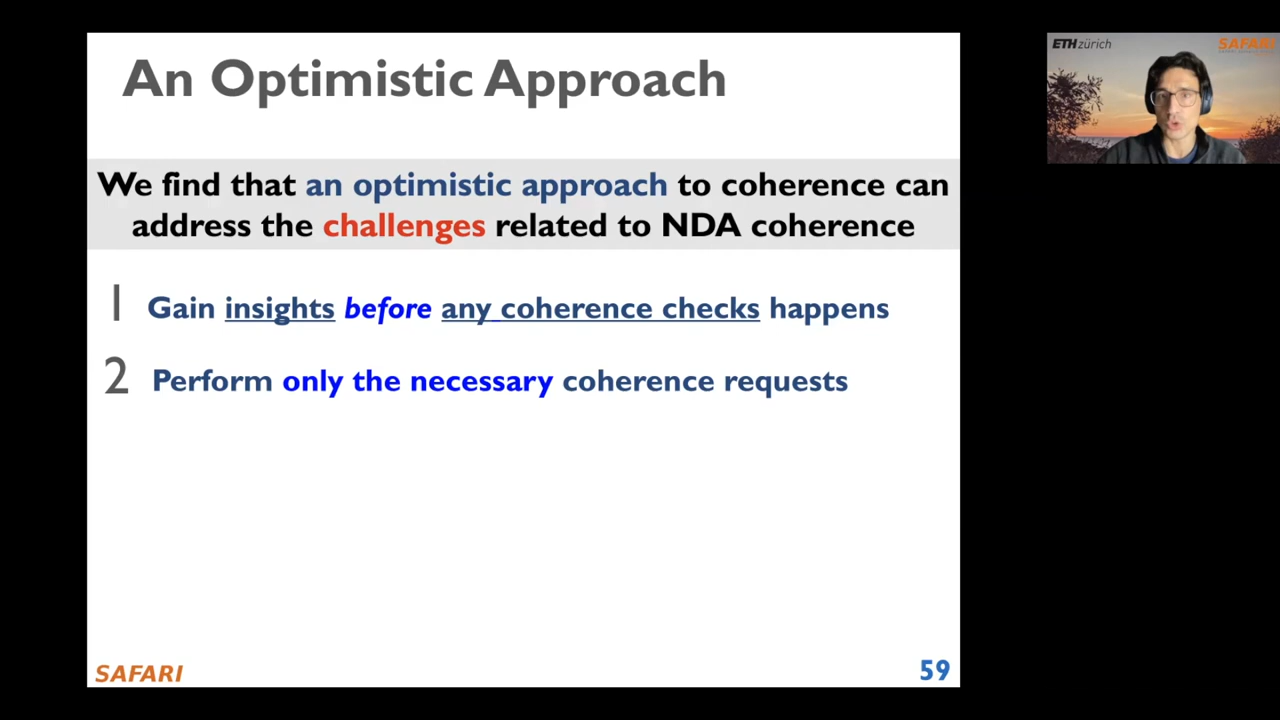 An Optimistic Approach
We find that an optimistic approach to coherence can
address the challenges related to NDA coherence
1 Gain insights before any coherence checks happens
2 Perform only the necessary coherence requests
SAFARI
59
ETH zürich
SAFARI